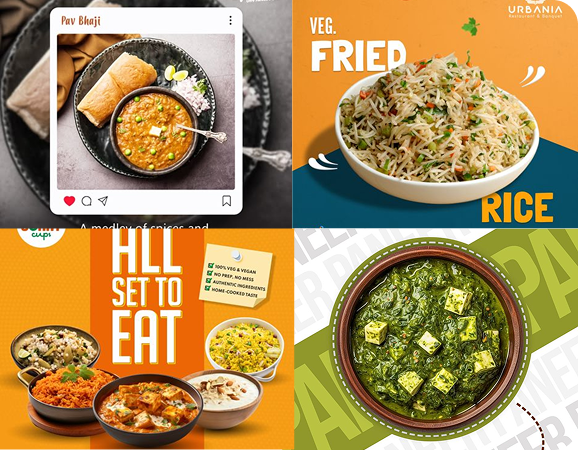 Pav Bhaji
A medley of spices and
URBANIA
Restaurant & Banquet
VEG.
FRIED
RICE
cups
ALL
SET TO
EAT
100% VEG & VEGAN
NO PREP, NO MESS
AUTHENTIC INGREDIENTS
HOME-COOKED TASTE